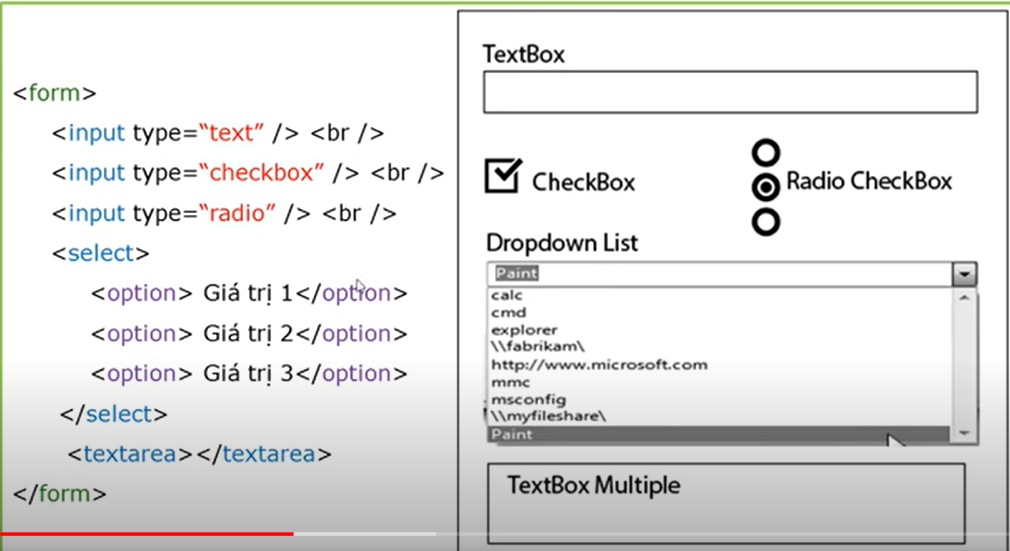 <form>
<input type=“text” /> <br />
<input type=“checkbox” /> <br />
<input type=“radio” /> <br />
<select>
<option> Giá trị 1</option>
<option> Giá trị 2</option>
<option> Giá trị 3</option>
</select>
<textarea></textarea>
</form>
TextBox
CheckBox
Radio CheckBox
Dropdown List
Paint
calc
cmd
explorer
\\fabrikam\
http://www.microsoft.com
mmc
msconfig
\\myfileshare\
Paint
TextBox Multiple